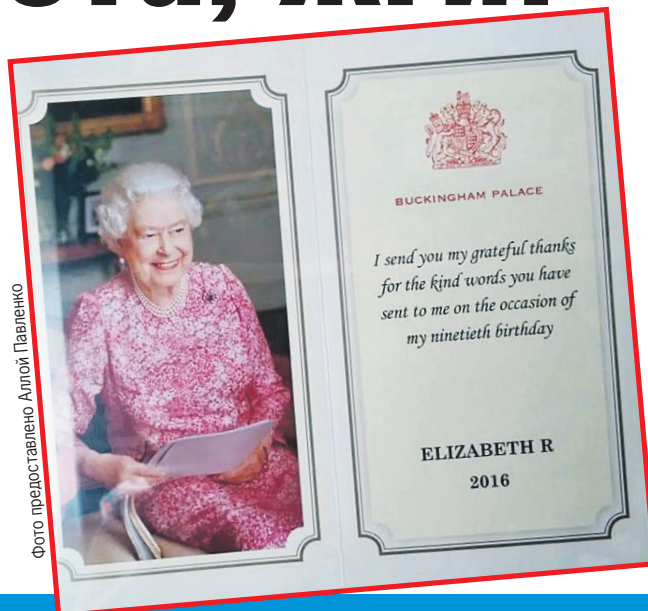 Фото предоставлено Аллой Павленко
BUCKINGHAM PALACE
I send you my grateful thanks
for the kind words you have
sent to me on the occasion of
my ninetieth birthday
ELIZABETH R
2016